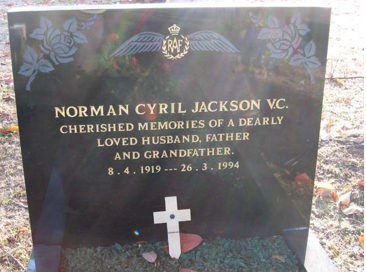 RAF
NORMAN CYRIL JACKSON V.C.
CHERISHED MEMORIES OF A DEARLY
LOVED HUSBAND, FATHER
AND GRANDFATHER.
8 . 4 . 1919 --- 26 . 3 . 1994